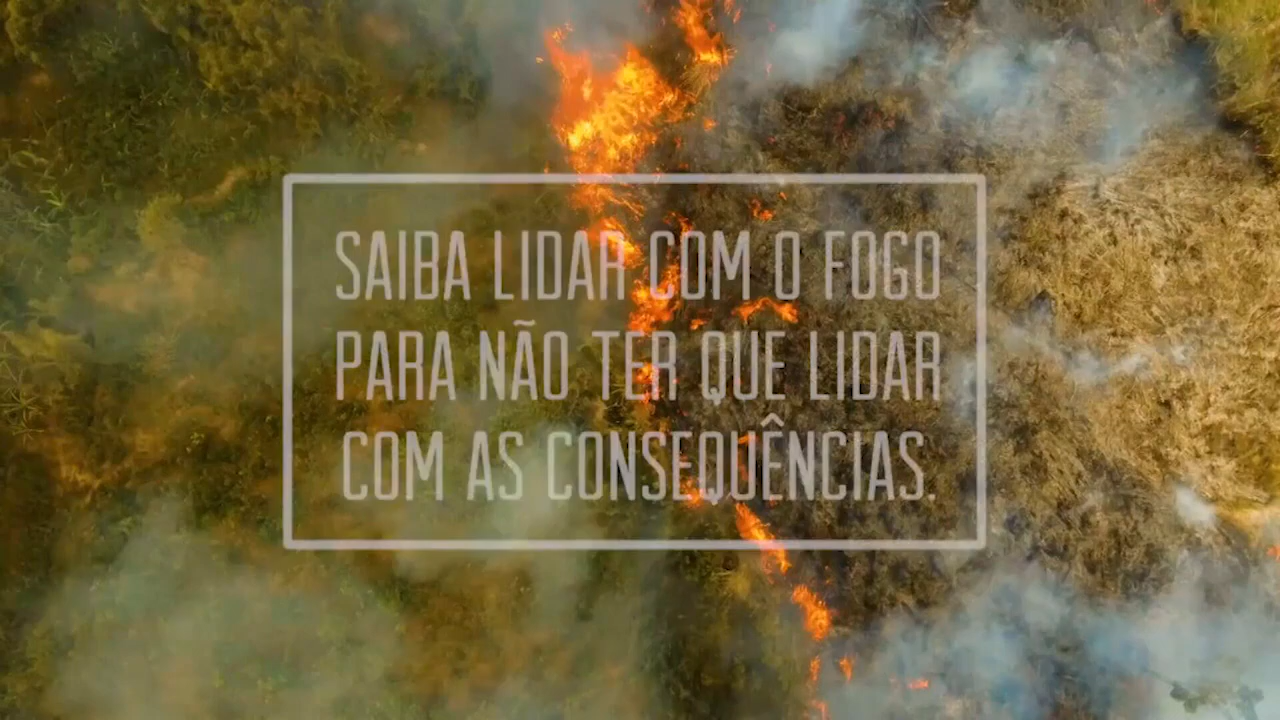 SAIBA LIDAR COM O FOGO
PARA NÃO TER QUE LIDAR
COM AS CONSEQUÊNCIAS.